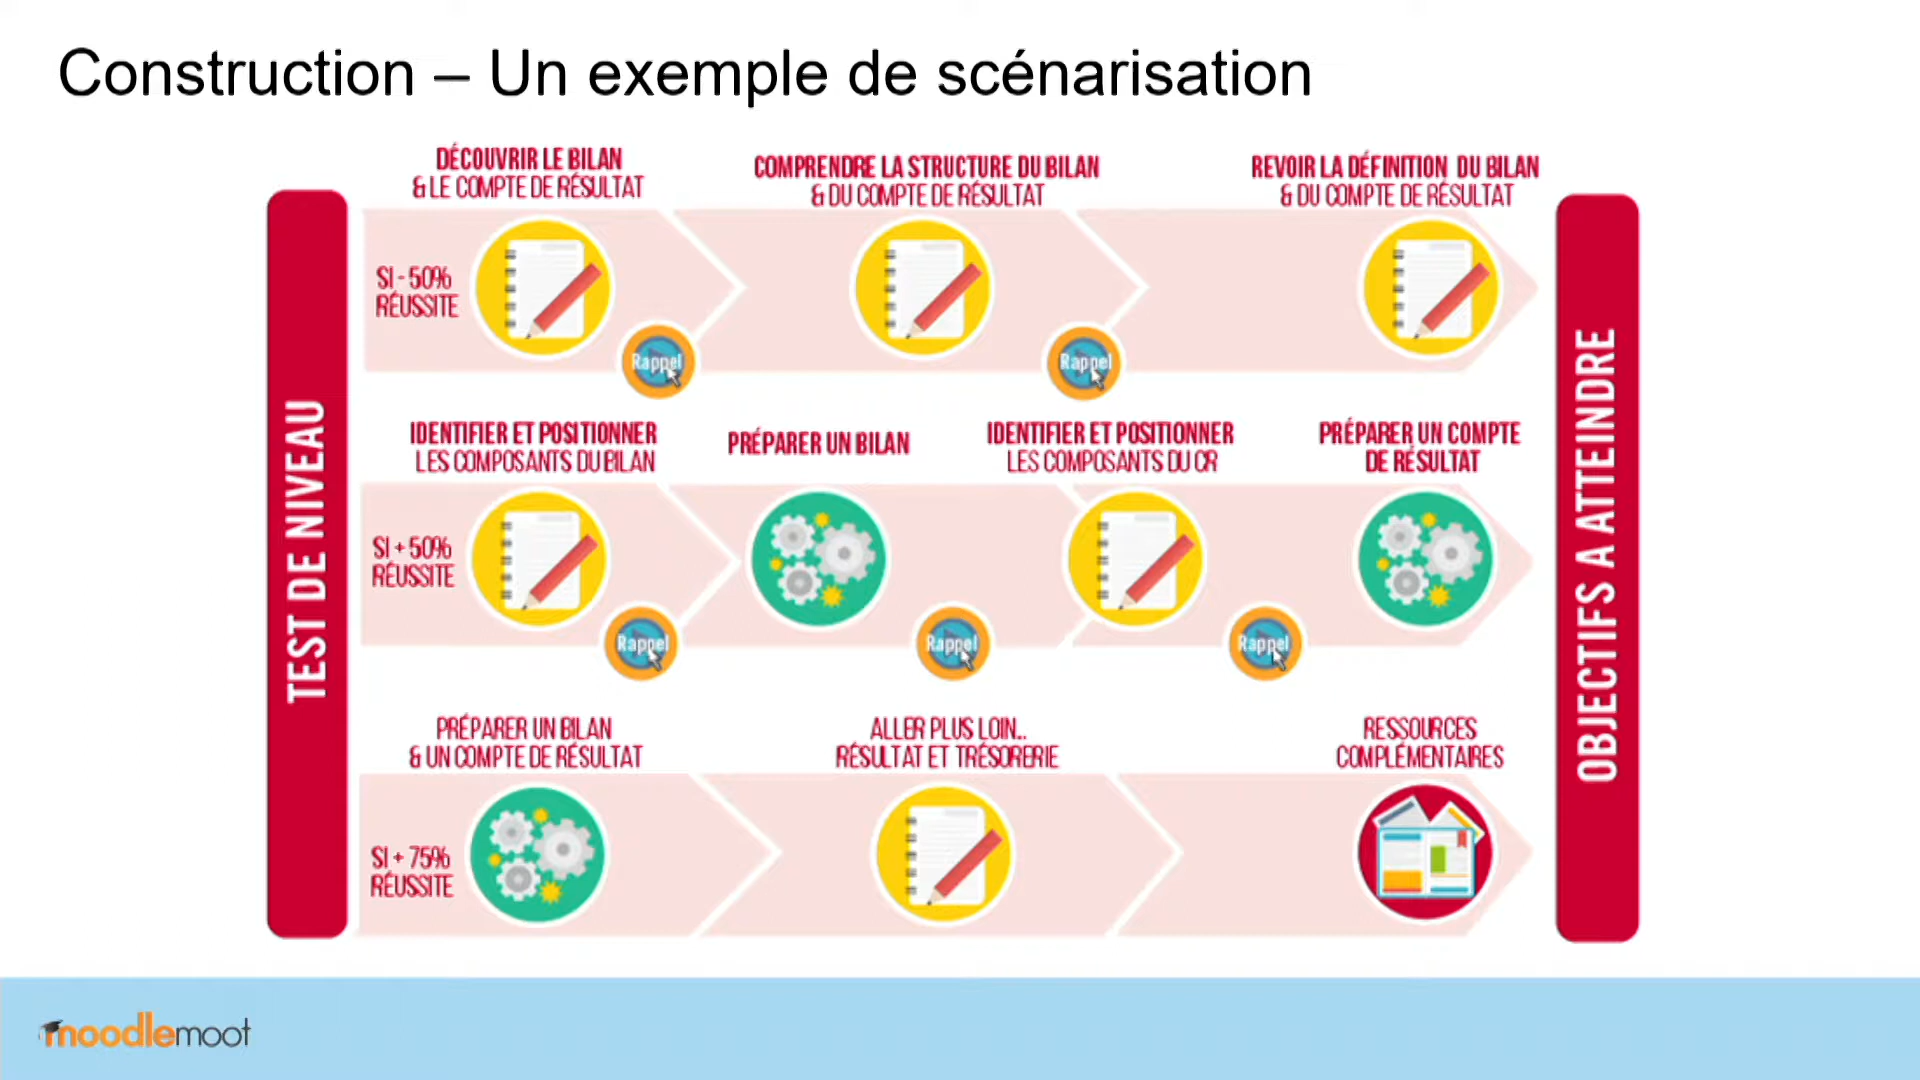 Construction – Un exemple de scénarisation
DÉCOUVRIR LE BILAN
& LE COMPTE DE RÉSULTAT
COMPRENDRE LA STRUCTURE DU BILAN
& DU COMPTE DE RÉSULTAT
REVOIR LA DÉFINITION DU BILAN
& DU COMPTE DE RÉSULTAT
TEST DE NIVEAU
SI - 50%
RÉUSSITE
Rappel
Rappel
OBJECTIFS A ATTEINDRE
IDENTIFIER ET POSITIONNER
LES COMPOSANTS DU BILAN
PRÉPARER UN BILAN
IDENTIFIER ET POSITIONNER
LES COMPOSANTS DU CR
PRÉPARER UN COMPTE
DE RÉSULTAT
SI + 50%
RÉUSSITE
Rappel
Rappel
Rappel
PRÉPARER UN BILAN
& UN COMPTE DE RÉSULTAT
ALLER PLUS LOIN..
RÉSULTAT ET TRÉSORERIE
RESSOURCES
COMPLÉMENTAIRES
SI + 75%
RÉUSSITE
moodlemoot